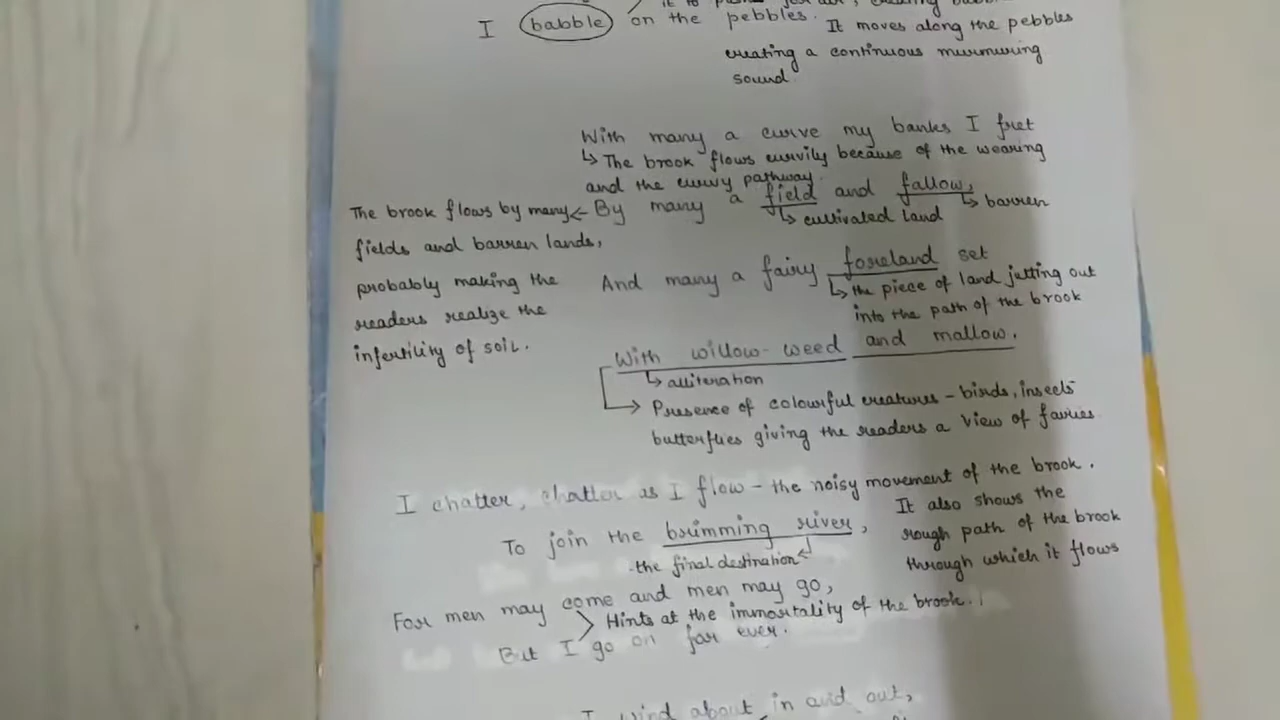 I babble on the pebbles.
It moves along the pebbles
creating a continuous murmuring
sound.
With many a curve my banks I fret
↳ The brook flows curvily because of the wearing
and the curvy pathway.
By many a field and fallow,
↳ cultivated land
↳ barren
The brook flows by many
fields and barren lands,
probably making the
readers realize the
infertility of soil.
And many a fairy foreland set
↳ the piece of land jutting out
into the path of the brook
With willow-weed and mallow.
↳ alliteration
→ Presence of colourful creatures - birds, insects
butterflies giving the readers a view of fairies
I chatter, chatter as I flow - the noisy movement of the brook.
It also shows the
rough path of the brook
through which it flows
To join the brimming river,
- the final destination
For men may come and men may go,
Hints at the immortality of the brook.
But I go on for ever.
I wind about in and out,